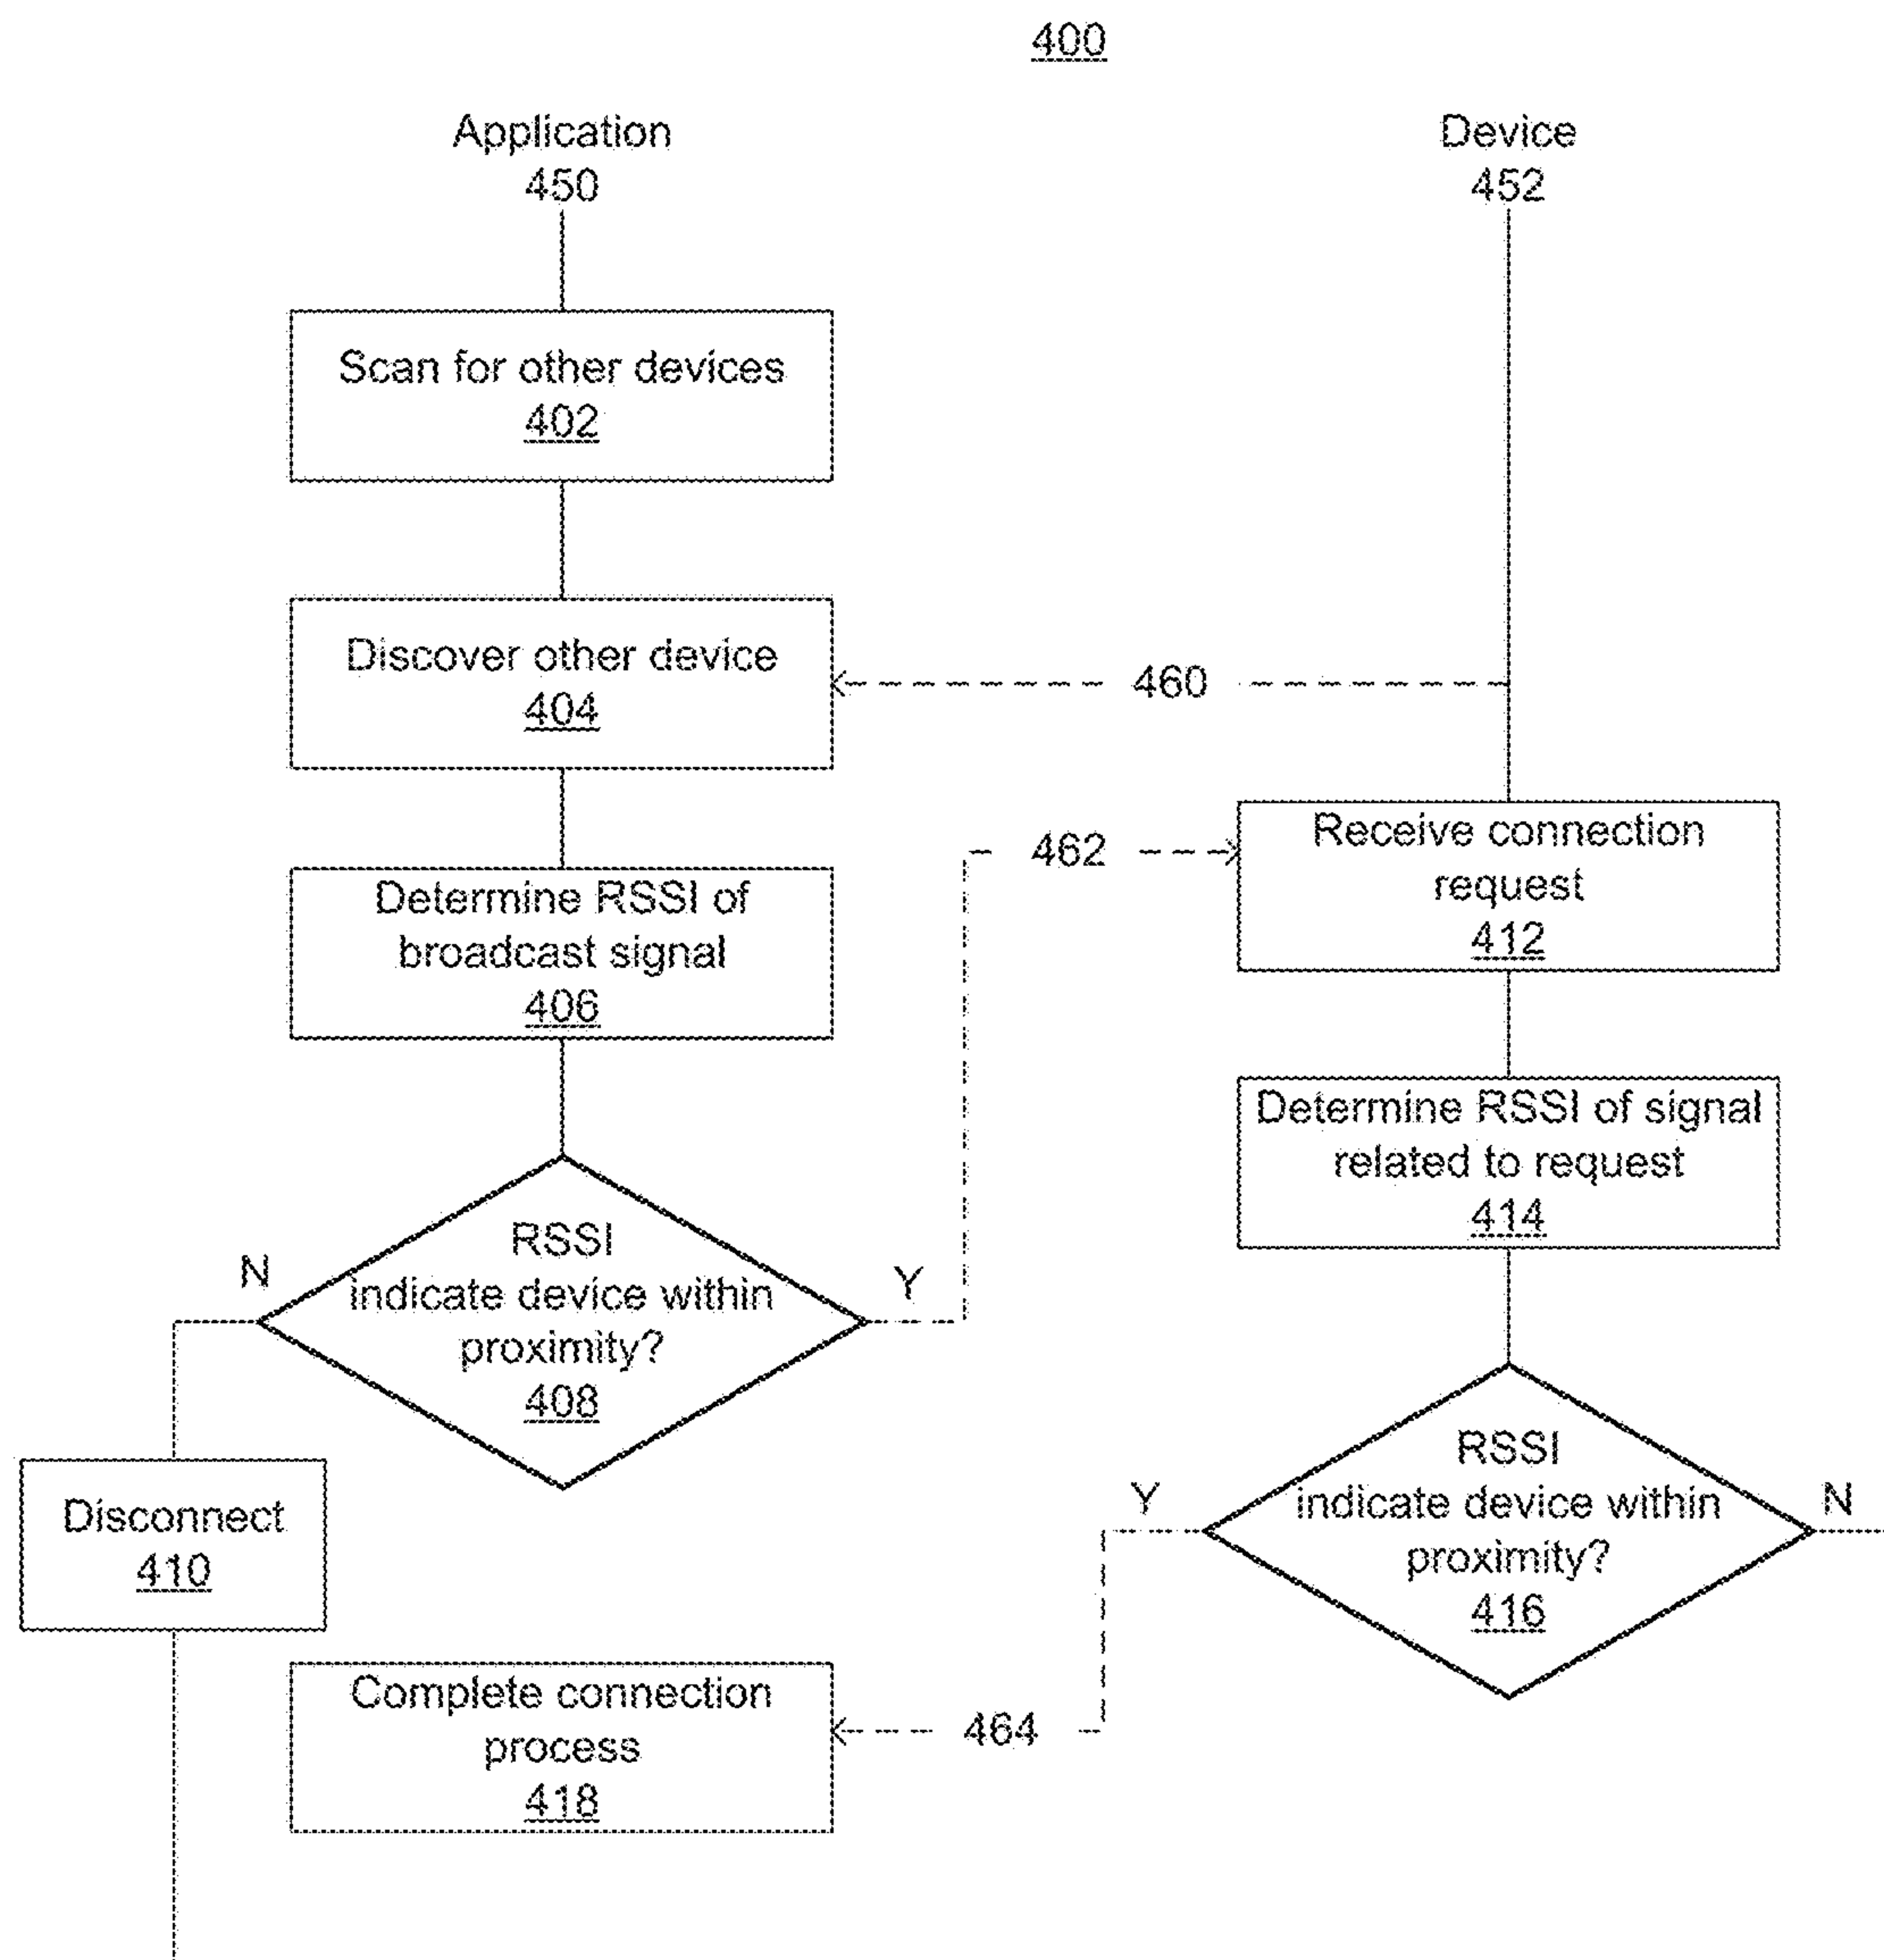 400
Application
450
Device
452
Scan for other devices
402
Discover other device
404
460
462
Receive connection
request
412
Determine RSSI of
broadcast signal
406
Determine RSSI of signal
related to request
414
RSSI
indicate device within
proximity?
408
N
Y
Disconnect
410
RSSI
indicate device within
proximity?
416
Y
N
Complete connection
process
418
464